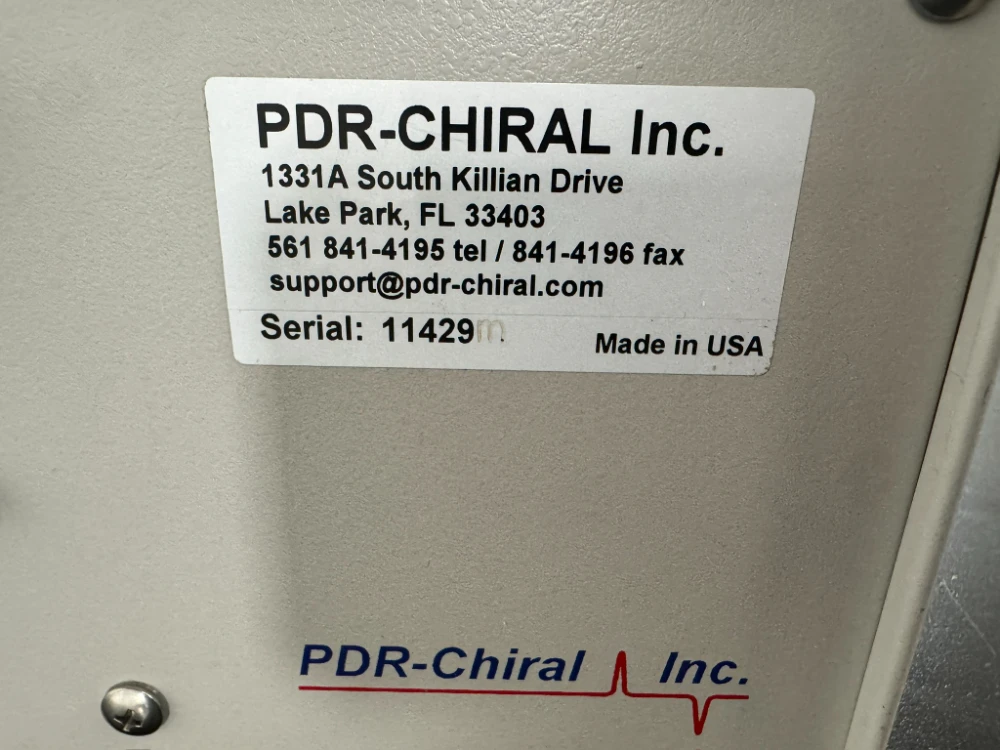 PDR-CHIRAL Inc.
1331A South Killian Drive
Lake Park, FL 33403
561 841-4195 tel / 841-4196 fax
support@pdr-chiral.com
Serial: 11429m
Made in USA
PDR-Chiral Inc.